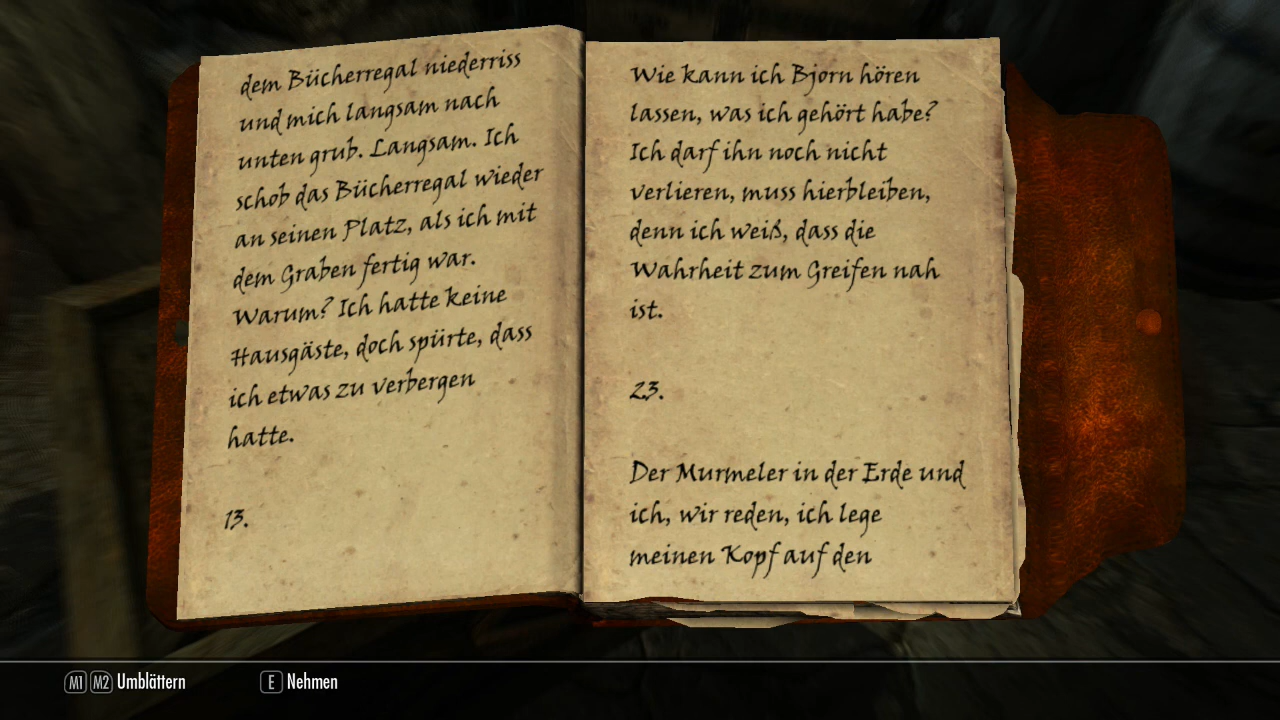 dem Bücherregal niederriss
und mich langsam nach
unten grub. Langsam. Ich
schob das Bücherregal wieder
an seinen Platz, als ich mit
dem Graben fertig war.
Warum? Ich hatte keine
Hausgäste, doch spürte, dass
ich etwas zu verbergen
hatte.
13.
Wie kann ich Bjorn hören
lassen, was ich gehört habe?
Ich darf ihn noch nicht
verlieren, muss hierbleiben,
denn ich weiß, dass die
Wahrheit zum Greifen nah
ist.
23.
Der Murmeler in der Erde und
ich, wir reden, ich lege
meinen Kopf auf den
M1 M2 Umblättern
E Nehmen